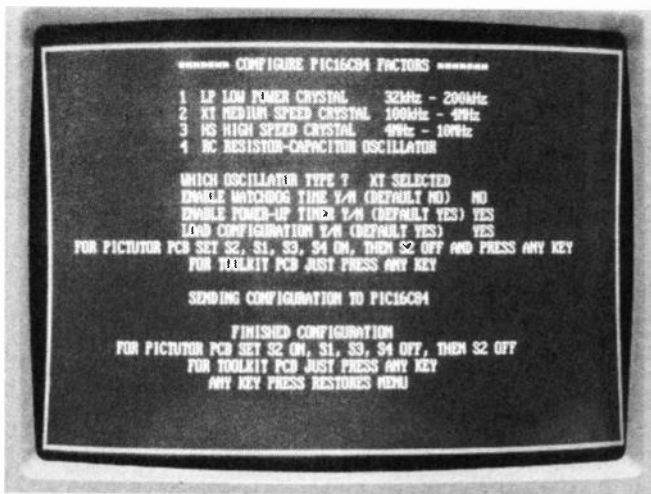 ======= CONFIGURE PIC16C84 FACTORS =======
1 LP LOW POWER CRYSTAL 32kHz - 200kHz
2 XT MEDIUM SPEED CRYSTAL 100kHz - 4MHz
3 HS HIGH SPEED CRYSTAL 4MHz - 10MHz
4 RC RESISTOR-CAPACITOR OSCILLATOR
WHICH OSCILLATOR TYPE ? XT SELECTED
ENABLE WATCHDOG TIME Y/N (DEFAULT NO) NO
ENABLE POWER-UP TIMER Y/N (DEFAULT YES) YES
LOAD CONFIGURATION Y/N (DEFAULT YES) YES
FOR PICTUTOR PCB SET S2, S1, S3, S4 ON, THEN S2 OFF AND PRESS ANY KEY
FOR TOOLKIT PCB JUST PRESS ANY KEY
SENDING CONFIGURATION TO PIC16C84
FINISHED CONFIGURATION
FOR PICTUTOR PCB SET S2 ON, S1, S3, S4 OFF, THEN S2 OFF
FOR TOOLKIT PCB JUST PRESS ANY KEY
ANY KEY PRESS RESTORES MENU